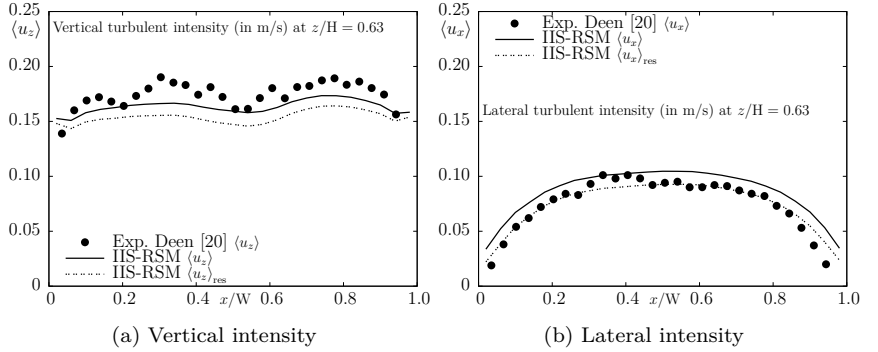 0.25
⟨u_z⟩
0.20
0.15
0.10
0.05
0
Vertical turbulent intensity (in m/s) at z/H = 0.63
Exp. Deen [20] ⟨u_z⟩
IIS-RSM ⟨u_z⟩
IIS-RSM ⟨u_z⟩_res
0 0.2 0.4 x/W 0.6 0.8 1.0
(a) Vertical intensity
0.25
⟨u_x⟩
0.20
0.15
0.10
0.05
0
Exp. Deen [20] ⟨u_x⟩
IIS-RSM ⟨u_x⟩
IIS-RSM ⟨u_x⟩_res
Lateral turbulent intensity (in m/s) at z/H = 0.63
0 0.2 0.4 x/W 0.6 0.8 1.0
(b) Lateral intensity